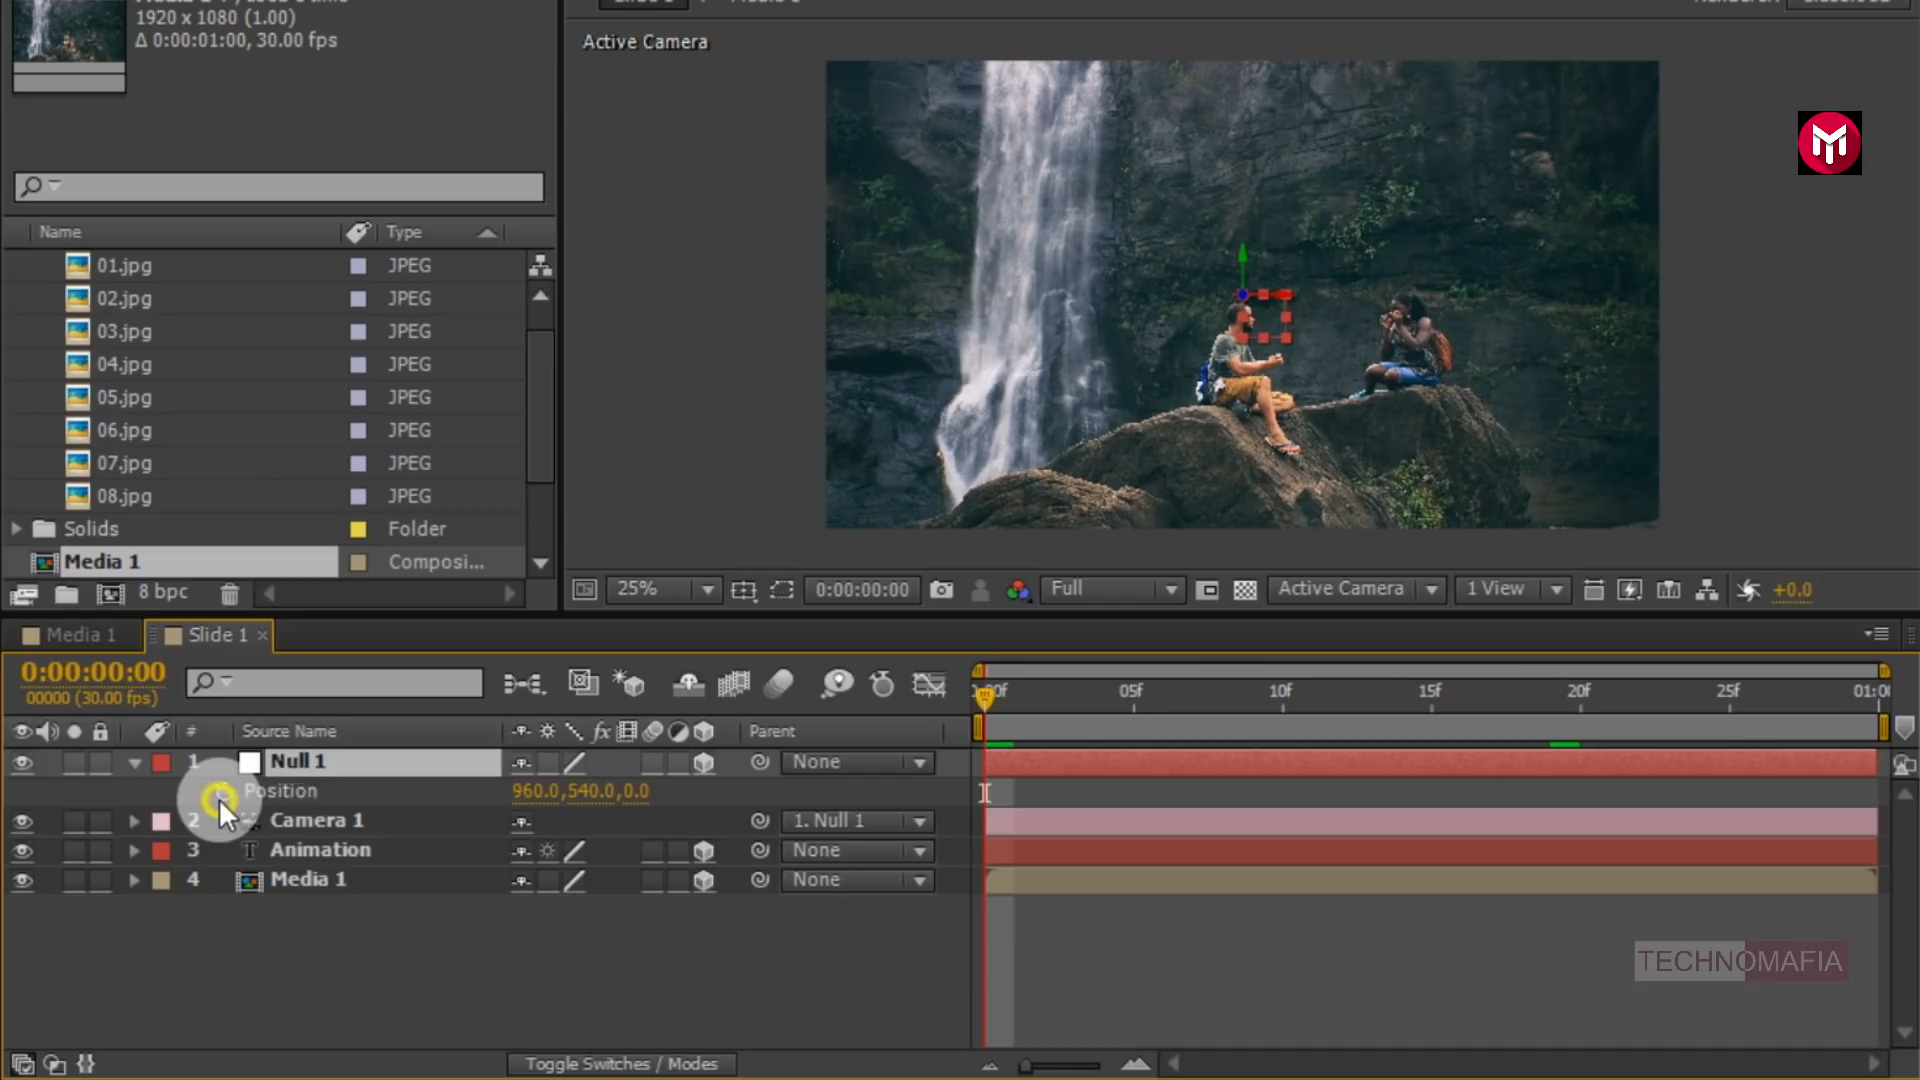 1920 x 1080 (1.00)
Δ 0:00:01:00, 30.00 fps
Active Camera
Name
Type
01.jpg
JPEG
02.jpg
JPEG
03.jpg
JPEG
04.jpg
JPEG
05.jpg
JPEG
06.jpg
JPEG
07.jpg
JPEG
08.jpg
JPEG
Solids
Folder
Media 1
Composi...
8 bpc
25%
0:00:00:00
Full
Active Camera
1 View
+0.0
Media 1
Slide 1
0:00:00:00
00000 (30.00 fps)
05f
10f
15f
20f
25f
#
Source Name
fx
Parent
1
Null 1
None
Position
960.0,540.0,0.0
2
Camera 1
1. Null 1
3
T
Animation
None
4
Media 1
None
TECHNOMAFIA
Toggle Switches / Modes